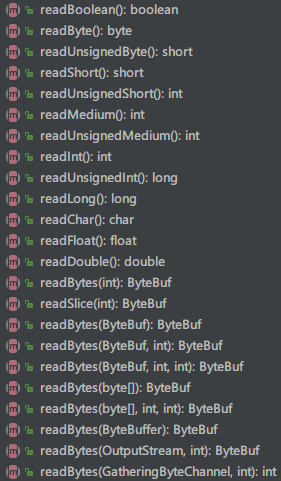 readBoolean(): boolean
readByte(): byte
readUnsignedByte(): short
readShort(): short
readUnsignedShort(): int
readMedium(): int
readUnsignedMedium(): int
readInt(): int
readUnsignedInt(): long
readLong(): long
readChar(): char
readFloat(): float
readDouble(): double
readBytes(int): ByteBuf
readSlice(int): ByteBuf
readBytes(ByteBuf): ByteBuf
readBytes(ByteBuf, int): ByteBuf
readBytes(ByteBuf, int, int): ByteBuf
readBytes(byte[]): ByteBuf
readBytes(byte[], int, int): ByteBuf
readBytes(ByteBuffer): ByteBuf
readBytes(OutputStream, int): ByteBuf
readBytes(GatheringByteChannel, int): int